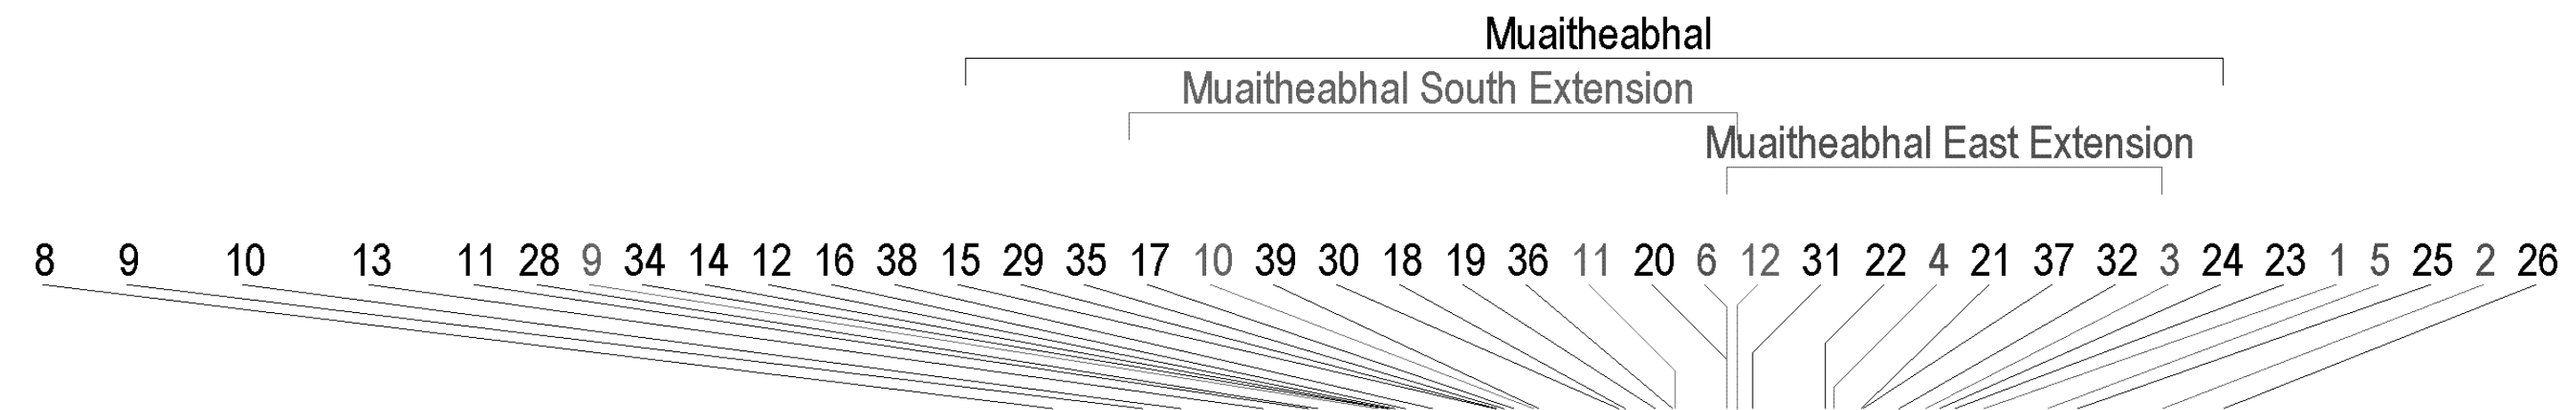 Muaitheabhal
Muaitheabhal South Extension
Muaitheabhal East Extension
8 9 10 13 11 28 9 34 14 12 16 38 15 29 35 17 10 39 30 18 19 36 11 20 6 12 31 22 4 21 37 32 3 24 23 1 5 25 2 26